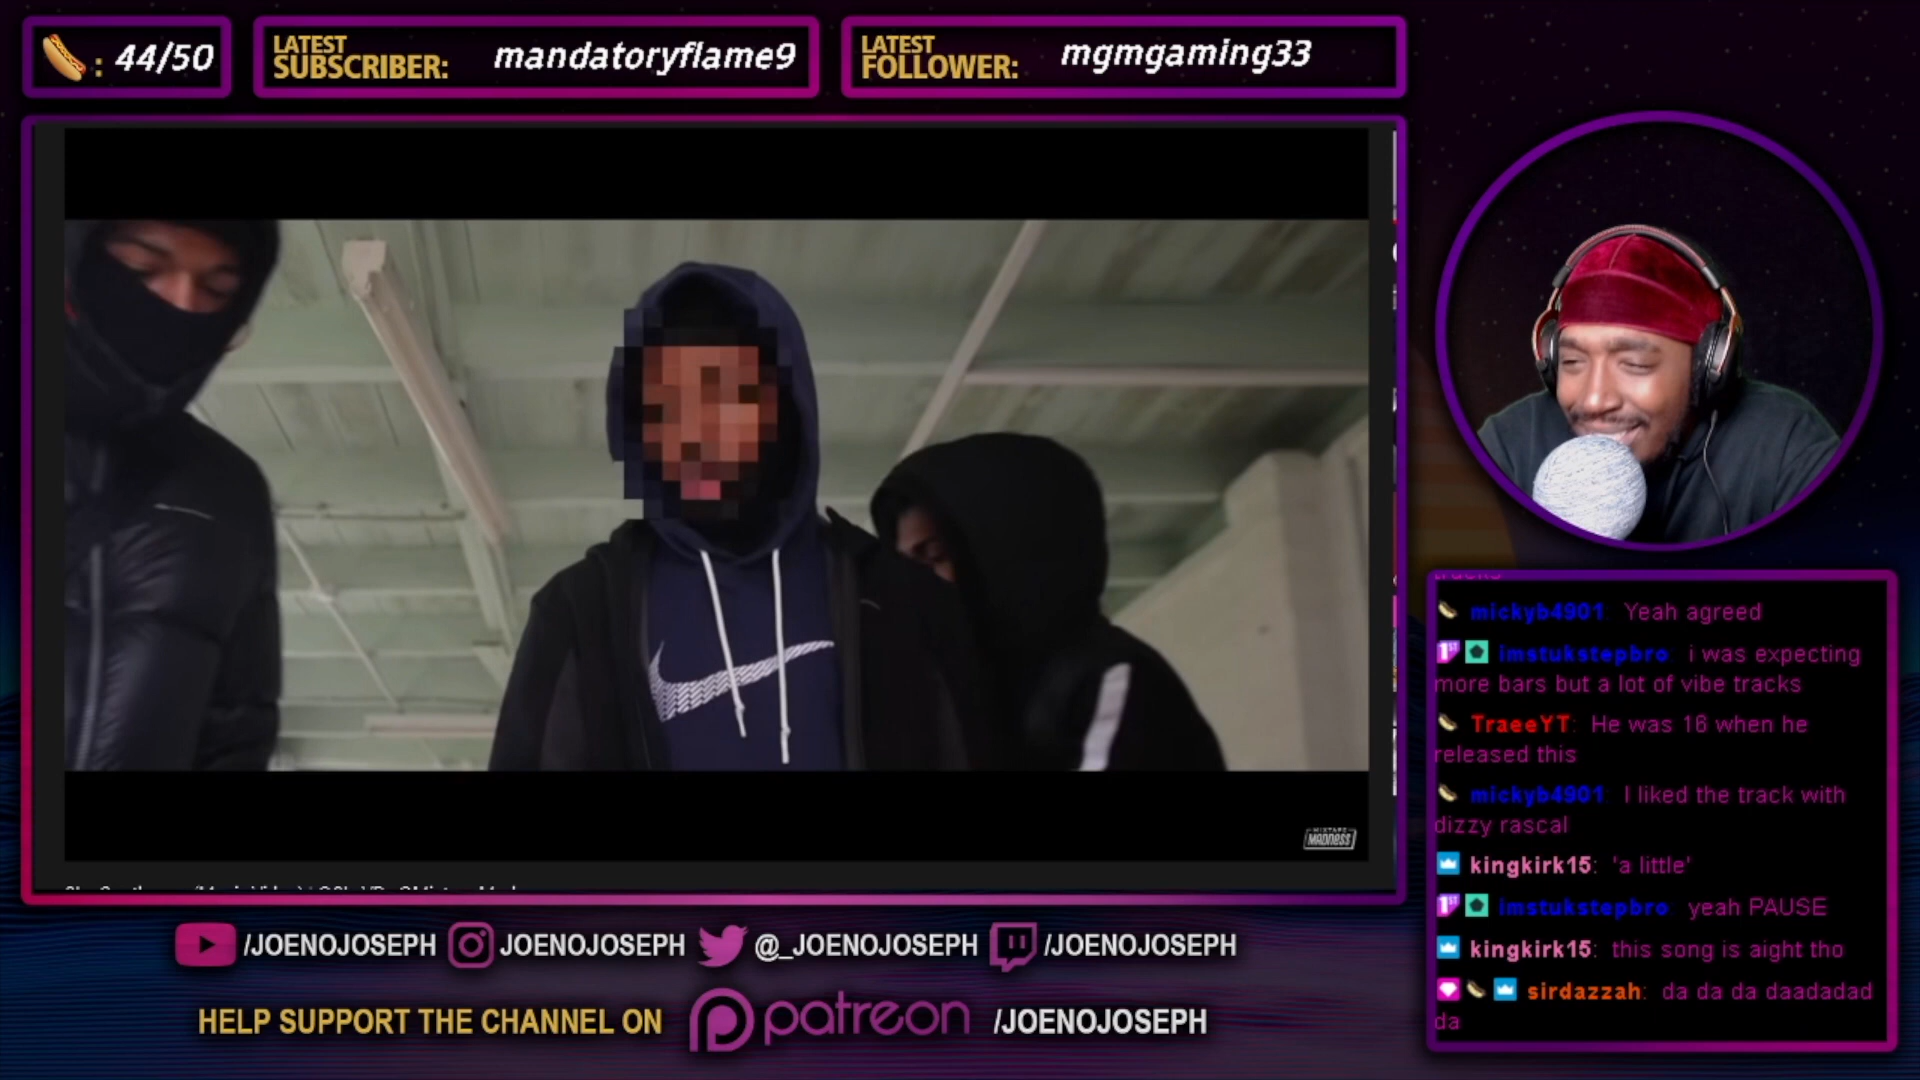 : 44/50
LATEST
SUBSCRIBER:
mandatoryflame9
LATEST
FOLLOWER:
mgmgaming33
MIXTAPE
MADNESS
mickyb4901: Yeah agreed
imstukstepbro: i was expecting
more bars but a lot of vibe tracks
TraeeYT: He was 16 when he
released this
mickyb4901: I liked the track with
dizzy rascal
kingkirk15: 'a little'
imstukstepbro: yeah PAUSE
kingkirk15: this song is aight tho
sirdazzah: da da da daadadad
da
/JOENOJOSEPH JOENOJOSEPH @_JOENOJOSEPH /JOENOJOSEPH
HELP SUPPORT THE CHANNEL ON patreon /JOENOJOSEPH